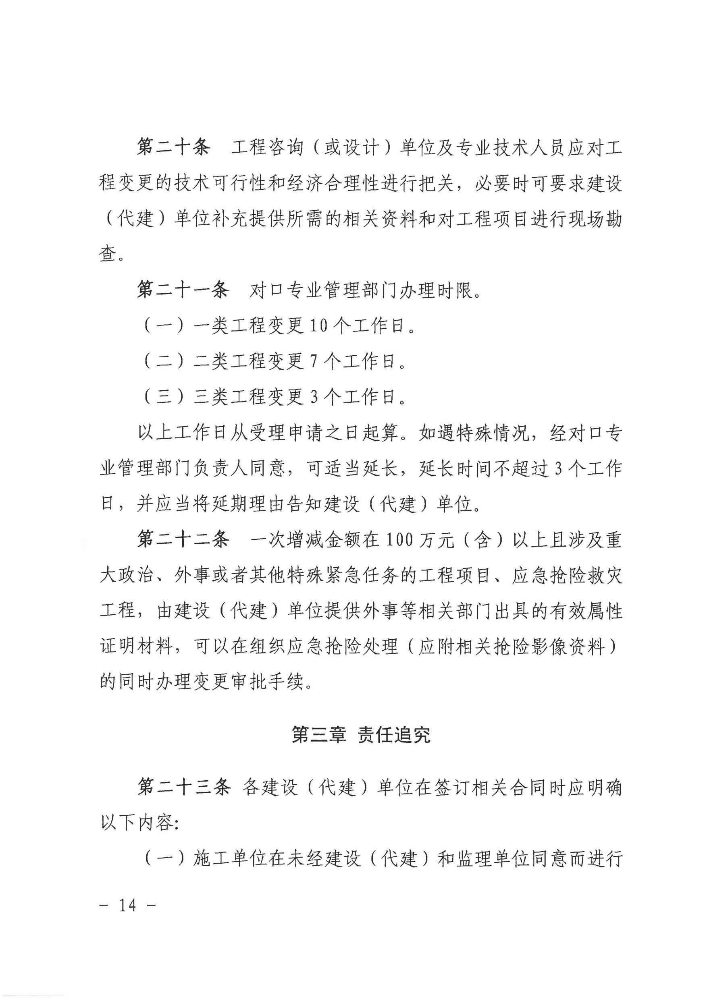 第二十条　工程咨询（或设计）单位及专业技术人员应对工
程变更的技术可行性和经济合理性进行把关，必要时可要求建设
（代建）单位补充提供所需的相关资料和对工程项目进行现场勘
查。
第二十一条　对口专业管理部门办理时限。
（一）一类工程变更 10 个工作日。
（二）二类工程变更 7 个工作日。
（三）三类工程变更 3 个工作日。
以上工作日从受理申请之日起算。如遇特殊情况，经对口专
业管理部门负责人同意，可适当延长，延长时间不超过 3 个工作
日，并应当将延期理由告知建设（代建）单位。
第二十二条　一次增减金额在 100 万元（含）以上且涉及重
大政治、外事或者其他特殊紧急任务的工程项目、应急抢险救灾
工程，由建设（代建）单位提供外事等相关部门出具的有效属性
证明材料，可以在组织应急抢险处理（应附相关抢险影像资料）
的同时办理变更审批手续。
第三章 责任追究
第二十三条 各建设（代建）单位在签订相关合同时应明确
以下内容：
（一）施工单位在未经建设（代建）和监理单位同意而进行
- 14 -